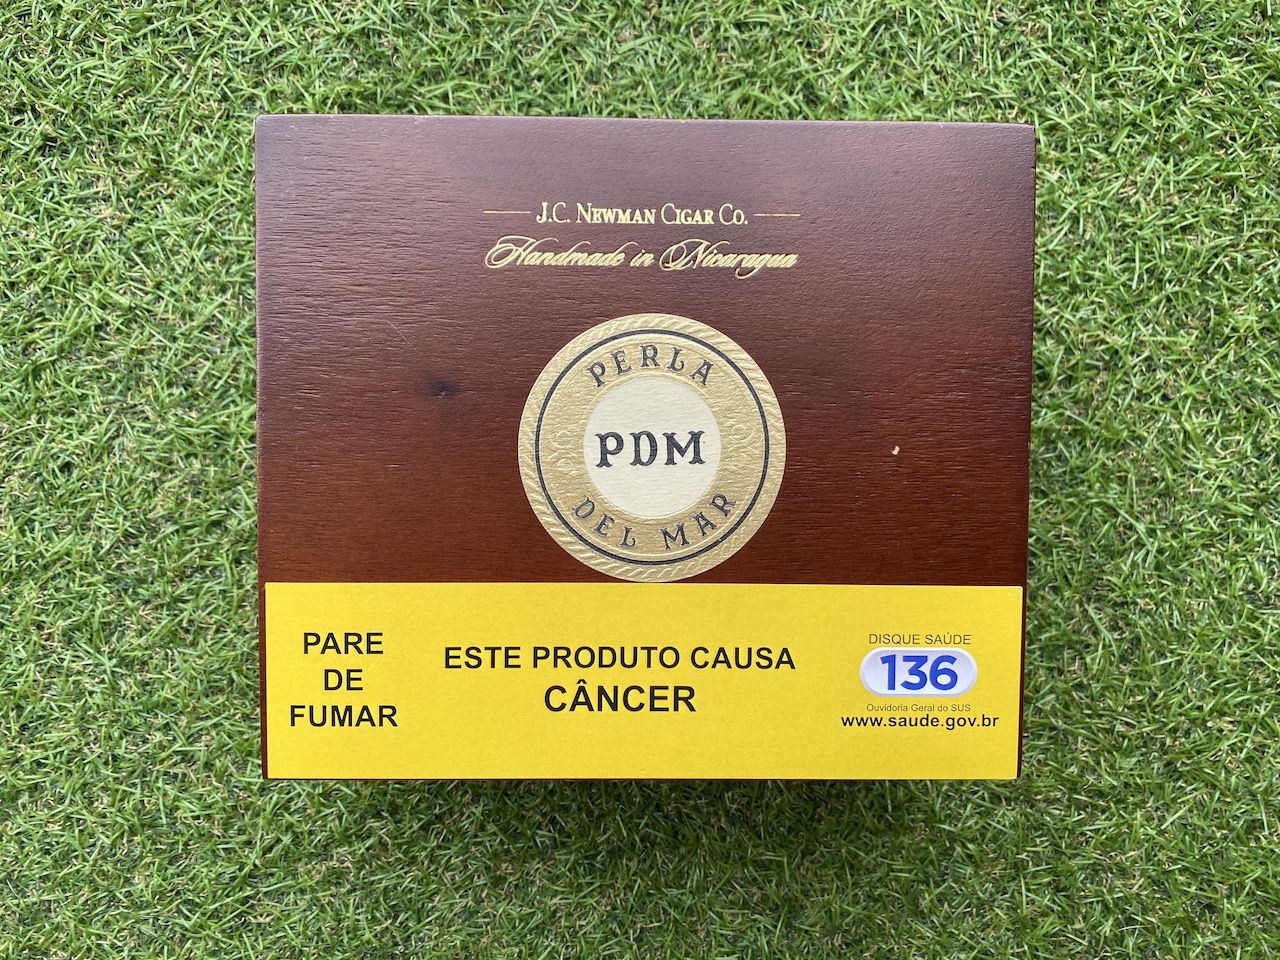 J.C. Newman Cigar Co.
Handmade in Nicaragua
PERLA
PDM
DEL MAR
PARE
DE
FUMAR
ESTE PRODUTO CAUSA
CÂNCER
DISQUE SAÚDE
136
Ouvidoria Geral do SUS
www.saude.gov.br